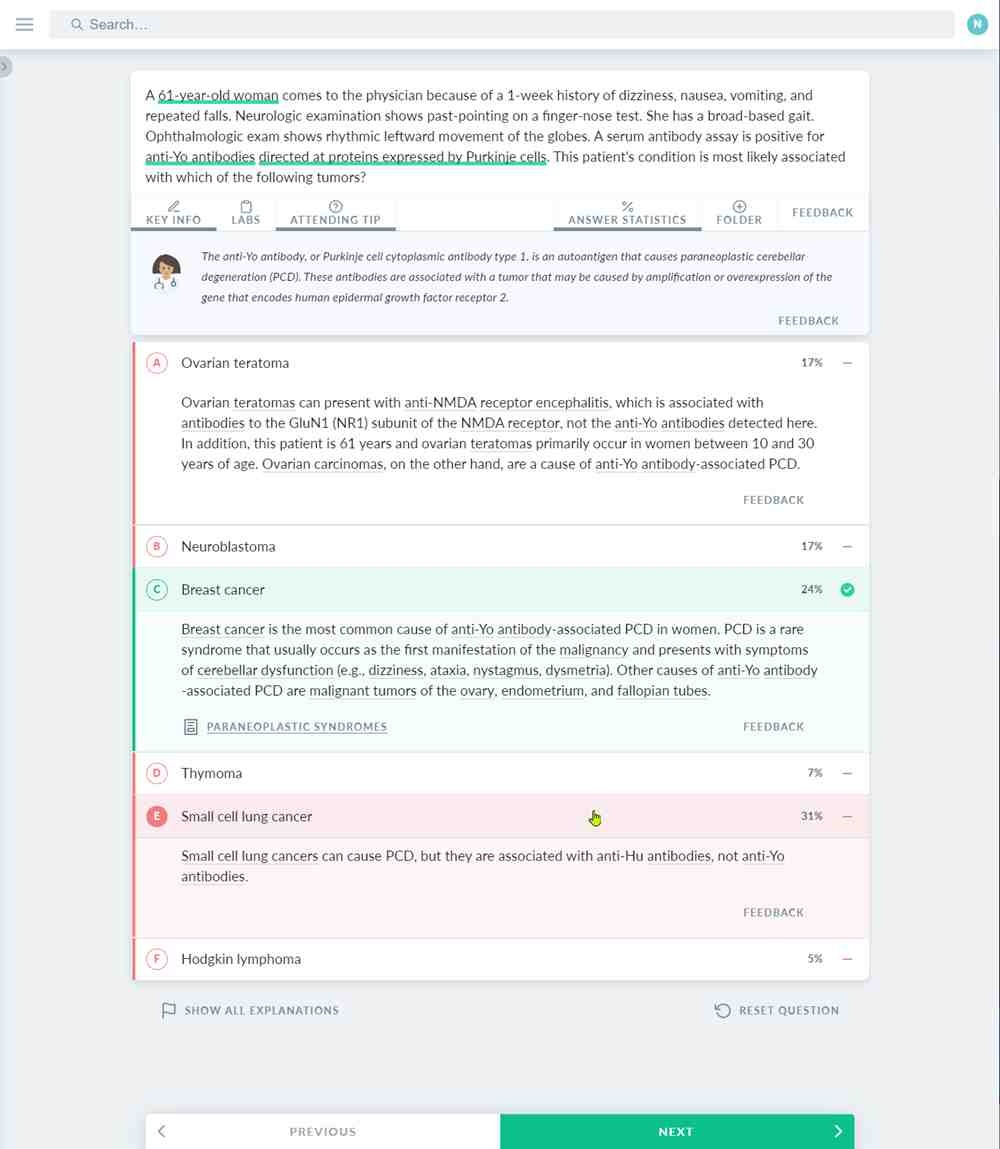 Search...
N
A 61-year-old woman comes to the physician because of a 1-week history of dizziness, nausea, vomiting, and
repeated falls. Neurologic examination shows past-pointing on a finger-nose test. She has a broad-based gait.
Ophthalmologic exam shows rhythmic leftward movement of the globes. A serum antibody assay is positive for
anti-Yo antibodies directed at proteins expressed by Purkinje cells. This patient's condition is most likely associated
with which of the following tumors?
KEY INFO LABS ATTENDING TIP ANSWER STATISTICS FOLDER FEEDBACK
The anti-Yo antibody, or Purkinje cell cytoplasmic antibody type 1, is an autoantigen that causes paraneoplastic cerebellar
degeneration (PCD). These antibodies are associated with a tumor that may be caused by amplification or overexpression of the
gene that encodes human epidermal growth factor receptor 2.
FEEDBACK
A Ovarian teratoma 17%
Ovarian teratomas can present with anti-NMDA receptor encephalitis, which is associated with
antibodies to the GluN1 (NR1) subunit of the NMDA receptor, not the anti-Yo antibodies detected here.
In addition, this patient is 61 years and ovarian teratomas primarily occur in women between 10 and 30
years of age. Ovarian carcinomas, on the other hand, are a cause of anti-Yo antibody-associated PCD.
FEEDBACK
B Neuroblastoma 17%
C Breast cancer 24%
Breast cancer is the most common cause of anti-Yo antibody-associated PCD in women. PCD is a rare
syndrome that usually occurs as the first manifestation of the malignancy and presents with symptoms
of cerebellar dysfunction (e.g., dizziness, ataxia, nystagmus, dysmetria). Other causes of anti-Yo antibody
-associated PCD are malignant tumors of the ovary, endometrium, and fallopian tubes.
PARANEOPLASTIC SYNDROMES FEEDBACK
D Thymoma 7%
E Small cell lung cancer 31%
Small cell lung cancers can cause PCD, but they are associated with anti-Hu antibodies, not anti-Yo
antibodies.
FEEDBACK
F Hodgkin lymphoma 5%
SHOW ALL EXPLANATIONS RESET QUESTION
PREVIOUS NEXT